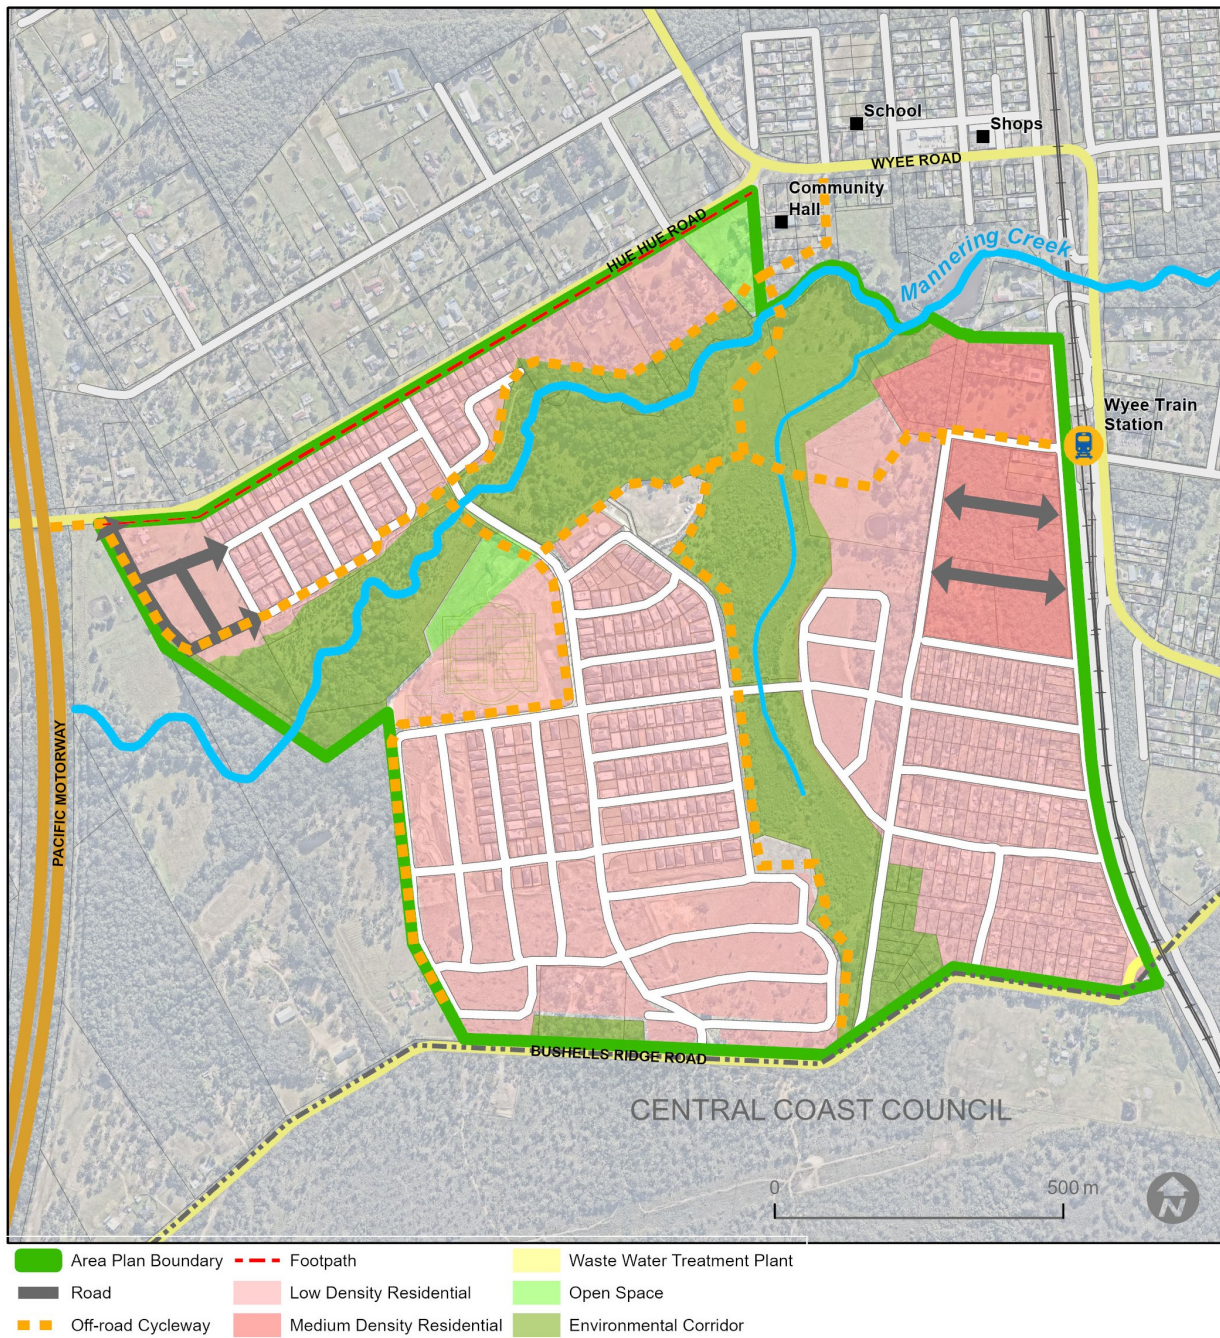 School
Shops
WYEE ROAD
Community
Hall
HUE HUE ROAD
Mannering Creek
Wyee Train
Station
PACIFIC MOTORWAY
BUSHELLS RIDGE ROAD
CENTRAL COAST COUNCIL
0 500 m
N
Area Plan Boundary Footpath Waste Water Treatment Plant
Road Low Density Residential Open Space
Off-road Cycleway Medium Density Residential Environmental Corridor